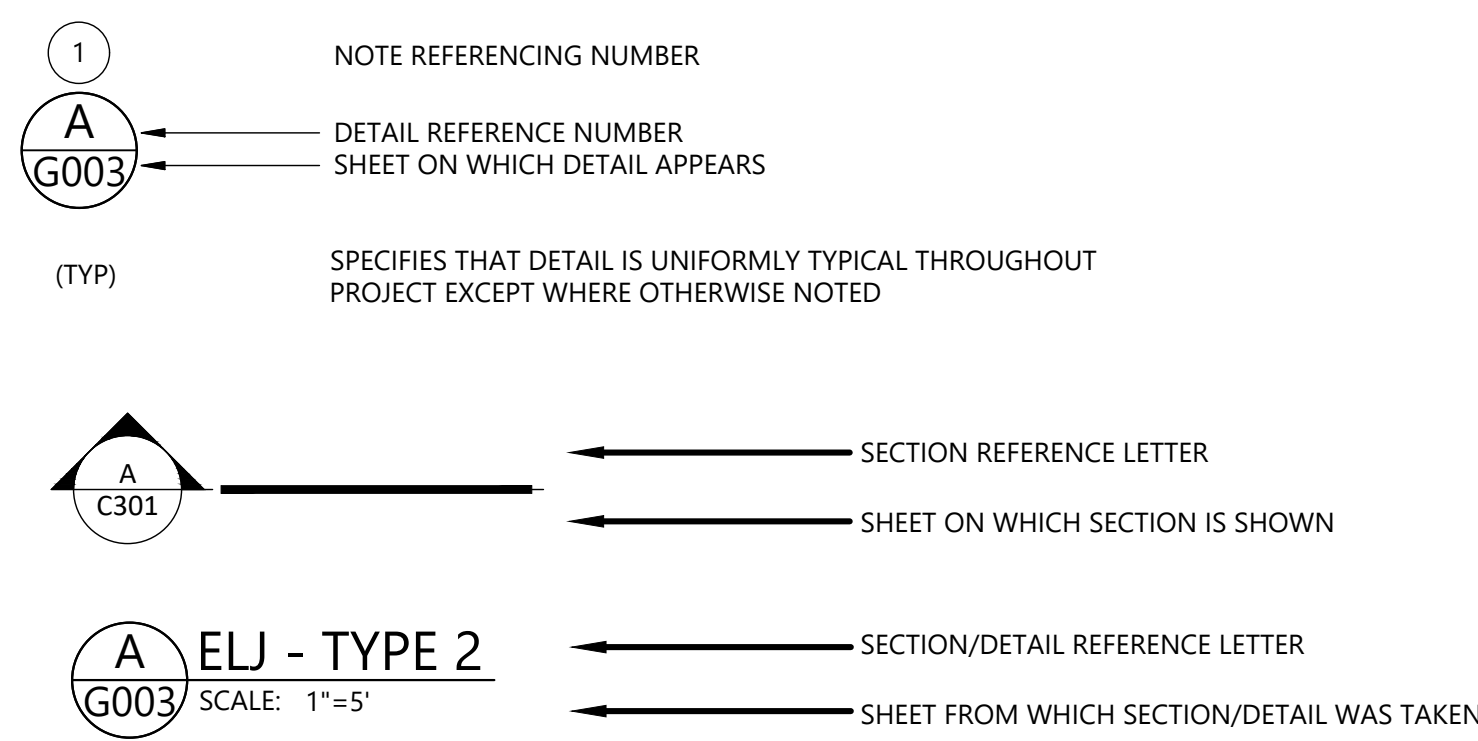 1
NOTE REFERENCING NUMBER
A
DETAIL REFERENCE NUMBER
G003
SHEET ON WHICH DETAIL APPEARS
(TYP)
SPECIFIES THAT DETAIL IS UNIFORMLY TYPICAL THROUGHOUT
PROJECT EXCEPT WHERE OTHERWISE NOTED
A
C301
SECTION REFERENCE LETTER
SHEET ON WHICH SECTION IS SHOWN
A
G003
ELJ - TYPE 2
SCALE: 1"=5'
SECTION/DETAIL REFERENCE LETTER
SHEET FROM WHICH SECTION/DETAIL WAS TAKEN